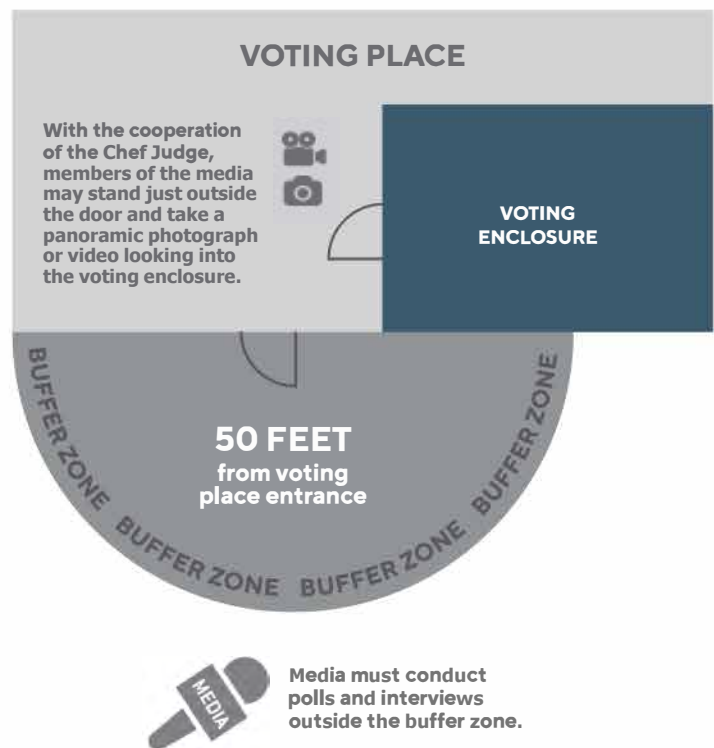 VOTING PLACE
With the cooperation
of the Chef Judge,
members of the media
may stand just outside
the door and take a
panoramic photograph
or video looking into
the voting enclosure.
VOTING
ENCLOSURE
50 FEET
from voting
place entrance
BUFFER ZONE
BUFFER ZONE
BUFFER ZONE
BUFFER ZONE
MEDIA
Media must conduct
polls and interviews
outside the buffer zone.